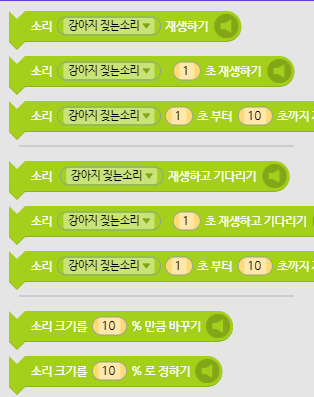 소리 강아지 짖는소리 재생하기
소리 강아지 짖는소리 1 초 재생하기
소리 강아지 짖는소리 1 초 부터 10 초까지
소리 강아지 짖는소리 재생하고 기다리기
소리 강아지 짖는소리 1 초 재생하고 기다리기
소리 강아지 짖는소리 1 초 부터 10 초까지
소리 크기를 10 % 만큼 바꾸기
소리 크기를 10 % 로 정하기